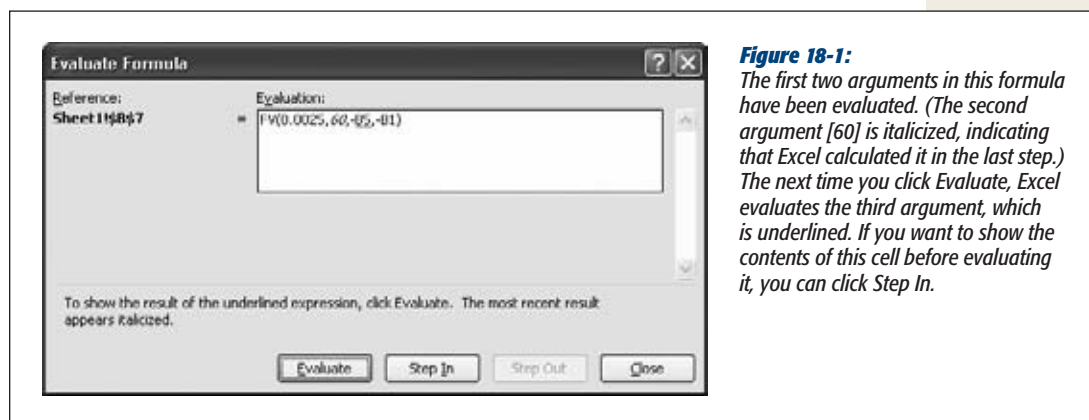 Evaluate Formula
Reference:
Evaluation:
Sheet1!$B$7
= FV(0.0025,60,-B5,-B1)
To show the result of the underlined expression, click Evaluate. The most recent result
appears italicized.
Evaluate
Step In
Step Out
Close
Figure 18-1:
The first two arguments in this formula
have been evaluated. (The second
argument [60] is italicized, indicating
that Excel calculated it in the last step.)
The next time you click Evaluate, Excel
evaluates the third argument, which
is underlined. If you want to show the
contents of this cell before evaluating
it, you can click Step In.